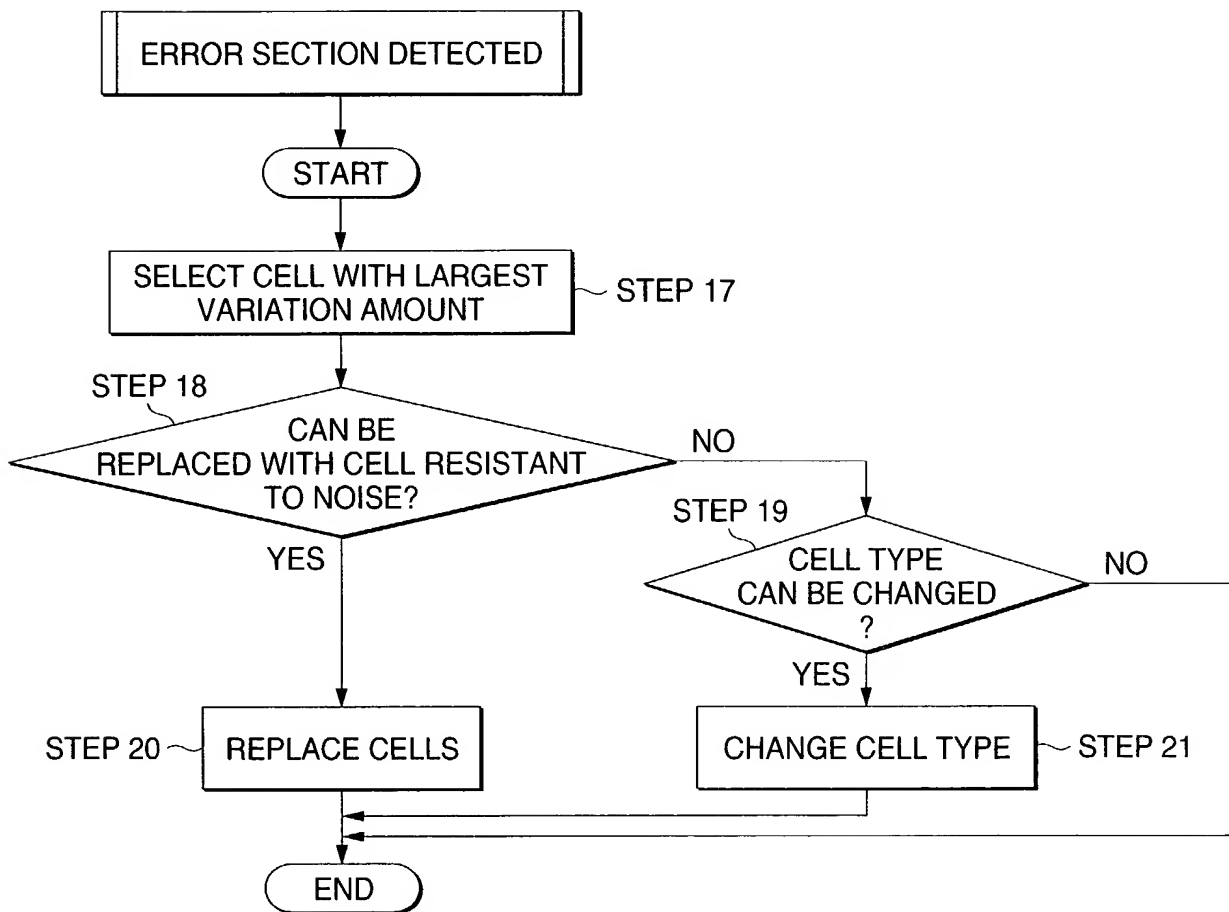 ERROR SECTION DETECTED
START
SELECT CELL WITH LARGEST
VARIATION AMOUNT
STEP 17
STEP 18
CAN BE
REPLACED WITH CELL RESISTANT
TO NOISE?
NO
YES
STEP 19
CELL TYPE
CAN BE CHANGED
?
NO
YES
STEP 20
REPLACE CELLS
CHANGE CELL TYPE
STEP 21
END